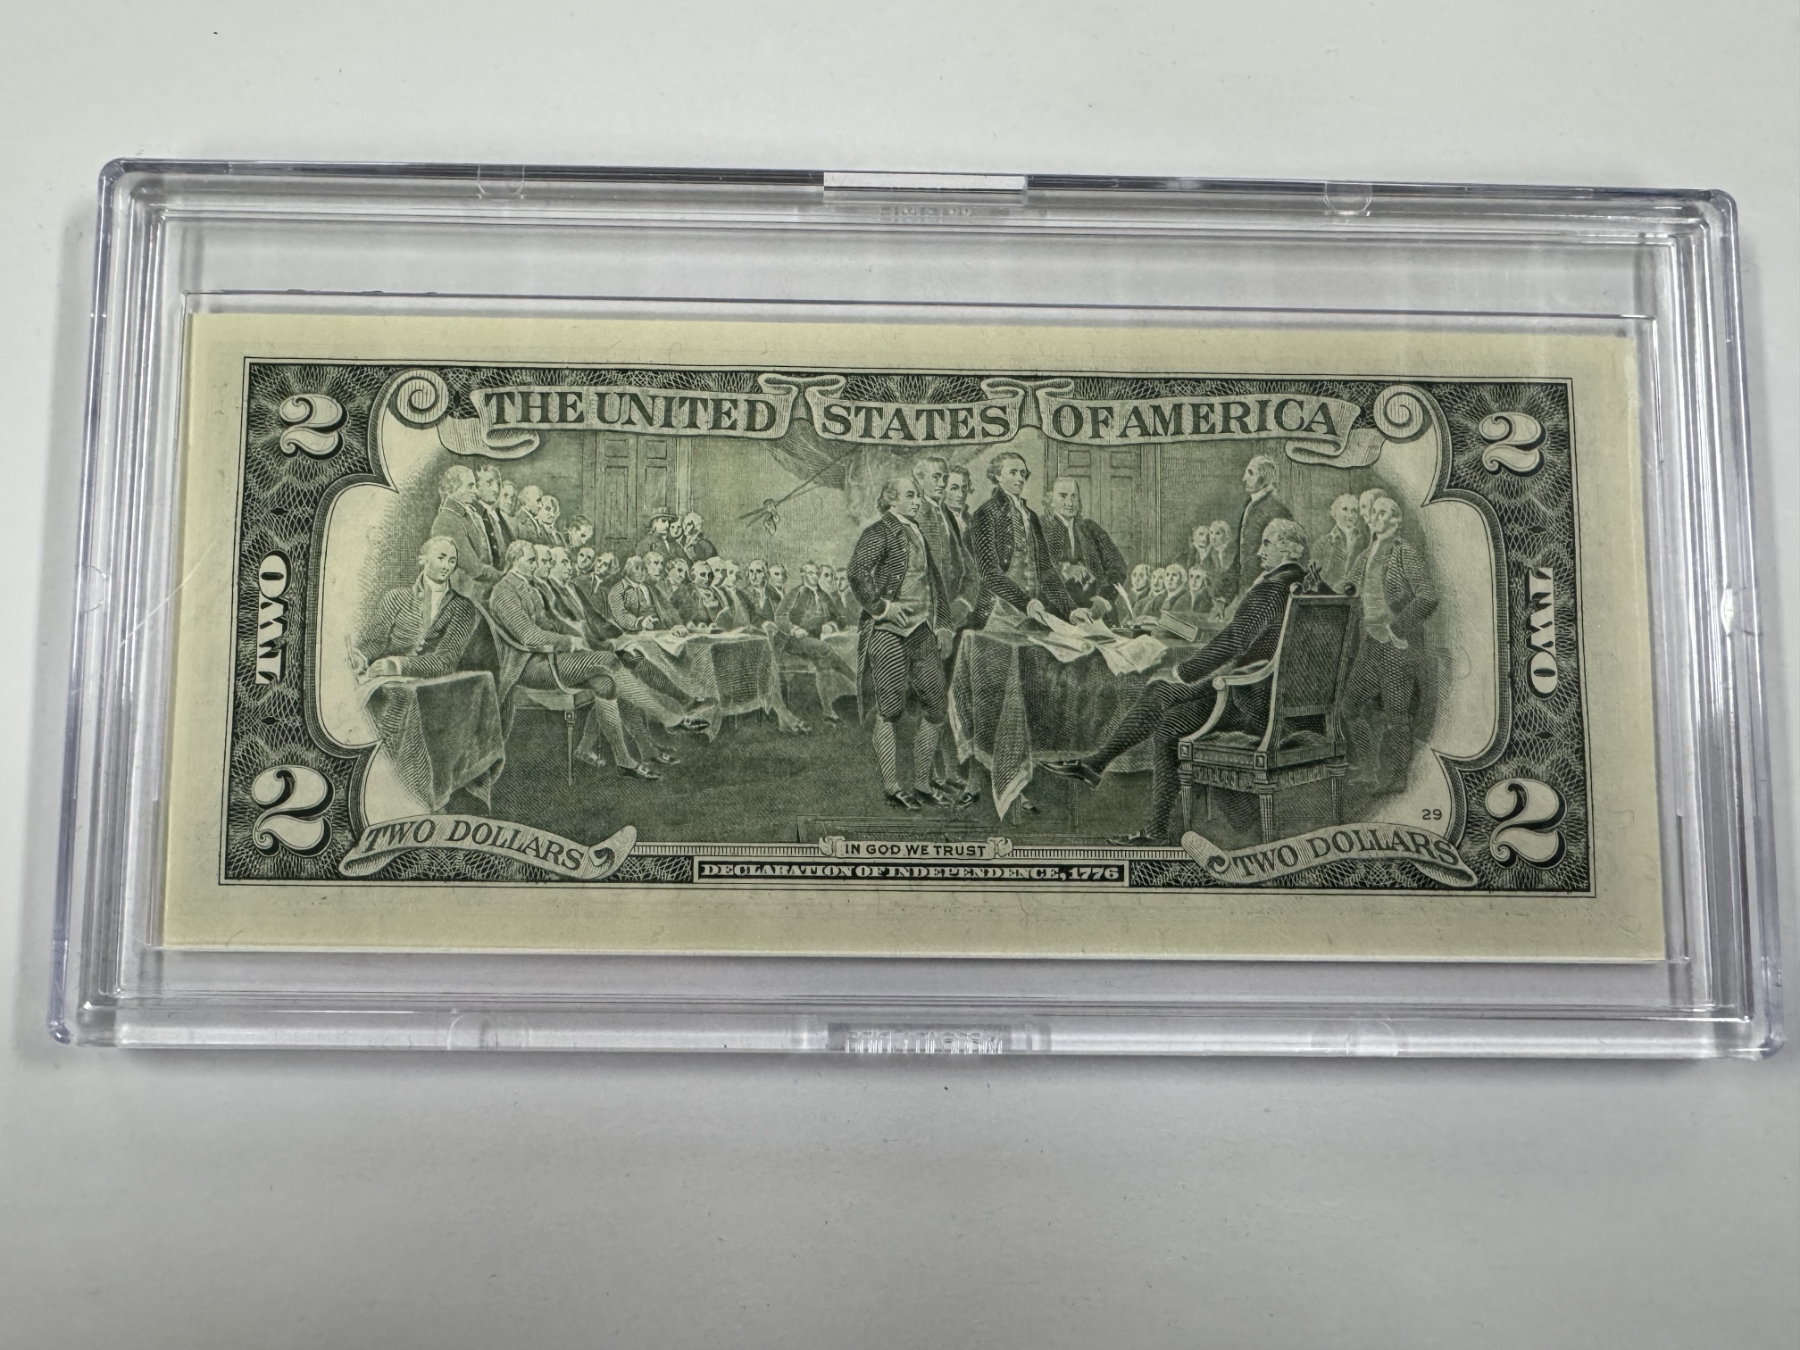 2 THE UNITED STATES OF AMERICA 2
TWO
TWO
29
2 TWO DOLLARS TWO DOLLARS 2
IN GOD WE TRUST
DECLARATION OF INDEPENDENCE, 1776